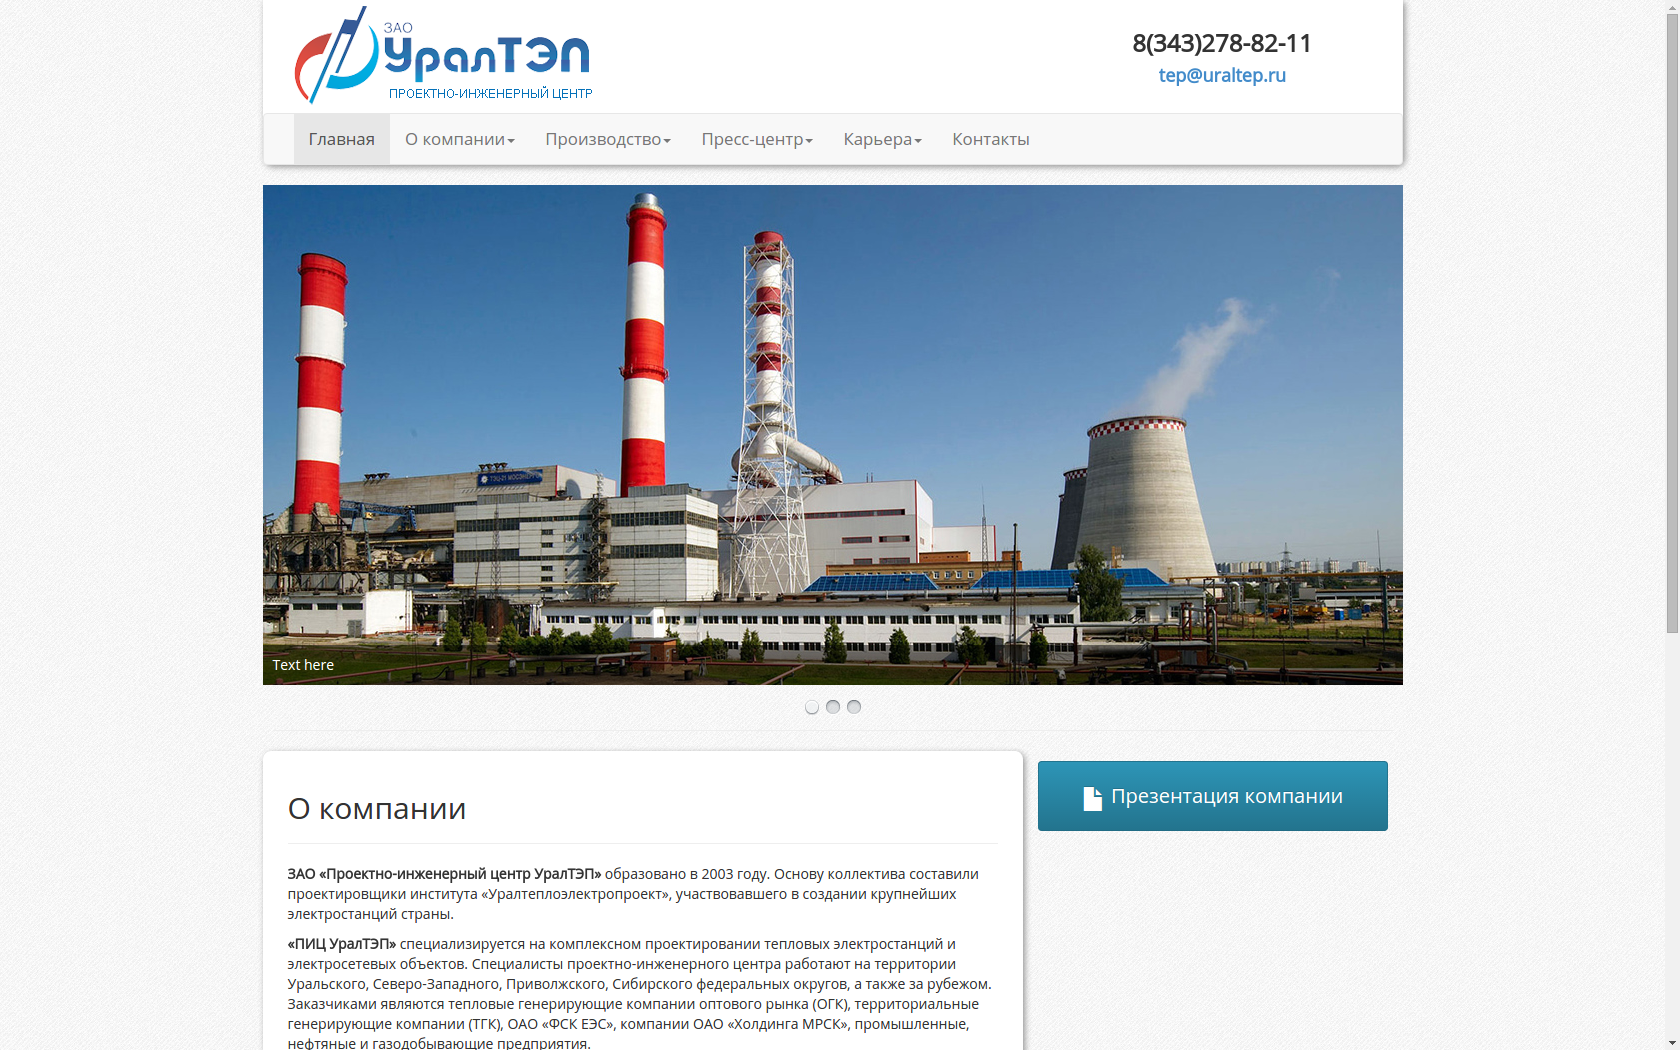 ЗАО
УралТЭП
ПРОЕКТНО-ИНЖЕНЕРНЫЙ ЦЕНТР
8(343)278-82-11
tep@uraltep.ru
Главная О компании Производство Пресс-центр Карьера Контакты
ТЭЦ-21 МОСЭНЕРГО
Text here
О компании
Презентация компании
ЗАО «Проектно-инженерный центр УралТЭП» образовано в 2003 году. Основу коллектива составили
проектировщики института «Уралтеплоэлектропроект», участвовавшего в создании крупнейших
электростанций страны.
«ПИЦ УралТЭП» специализируется на комплексном проектировании тепловых электростанций и
электросетевых объектов. Специалисты проектно-инженерного центра работают на территории
Уральского, Северо-Западного, Приволжского, Сибирского федеральных округов, а также за рубежом.
Заказчиками являются тепловые генерирующие компании оптового рынка (ОГК), территориальные
генерирующие компании (ТГК), ОАО «ФСК ЕЭС», компании ОАО «Холдинга МРСК», промышленные,
нефтяные и газодобывающие предприятия.